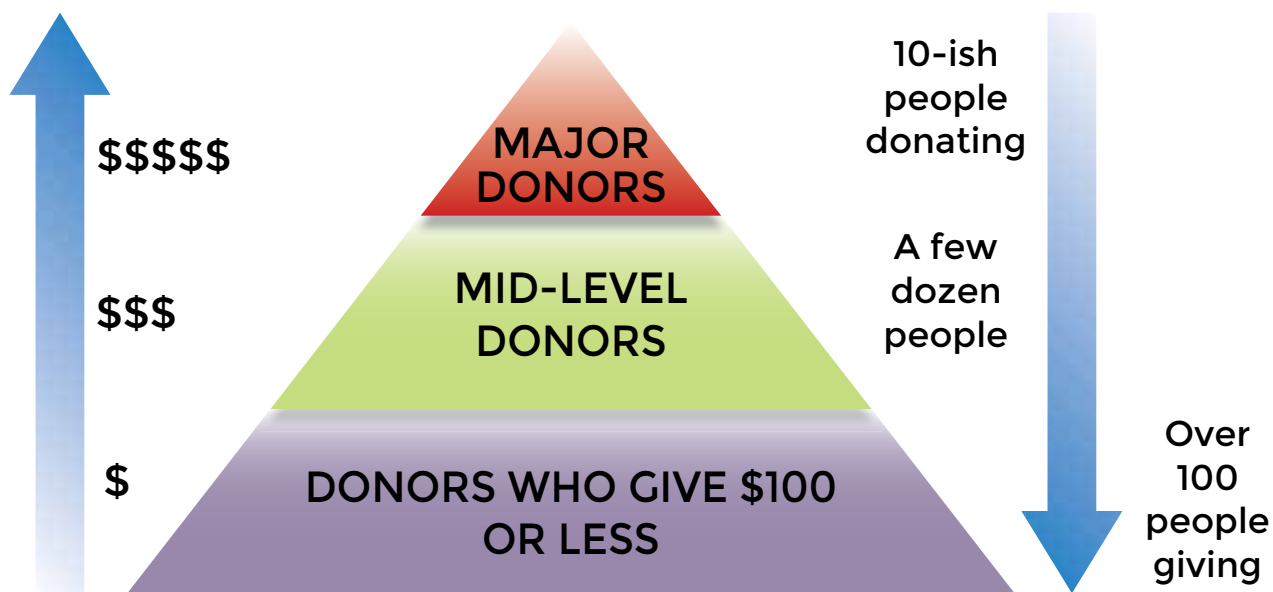 $$$$$
MAJOR
DONORS
10-ish
people
donating
$$$
MID-LEVEL
DONORS
A few
dozen
people
$
DONORS WHO GIVE $100
OR LESS
Over
100
people
giving